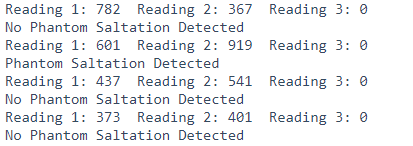 Reading 1: 782  Reading 2: 367  Reading 3: 0
No Phantom Saltation Detected
Reading 1: 601  Reading 2: 919  Reading 3: 0
Phantom Saltation Detected
Reading 1: 437  Reading 2: 541  Reading 3: 0
No Phantom Saltation Detected
Reading 1: 373  Reading 2: 401  Reading 3: 0
No Phantom Saltation Detected